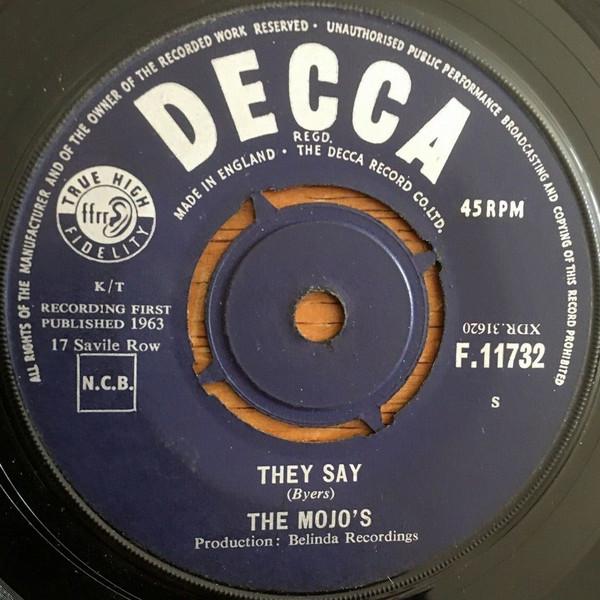 ALL RIGHTS OF THE MANUFACTURER AND OF THE OWNER OF THE RECORDED WORK RESERVED · UNAUTHORISED PUBLIC PERFORMANCE BROADCASTING AND COPYING OF THIS RECORD PROHIBITED
DECCA
REGD.
MADE IN ENGLAND · THE DECCA RECORD CO. LTD.
TRUE HIGH
ffrr
FIDELITY
45 RPM
K/T
RECORDING FIRST
PUBLISHED 1963
17 Savile Row
N.C.B.
XDR.31620
F.11732
S
THEY SAY
(Byers)
THE MOJO'S
Production: Belinda Recordings